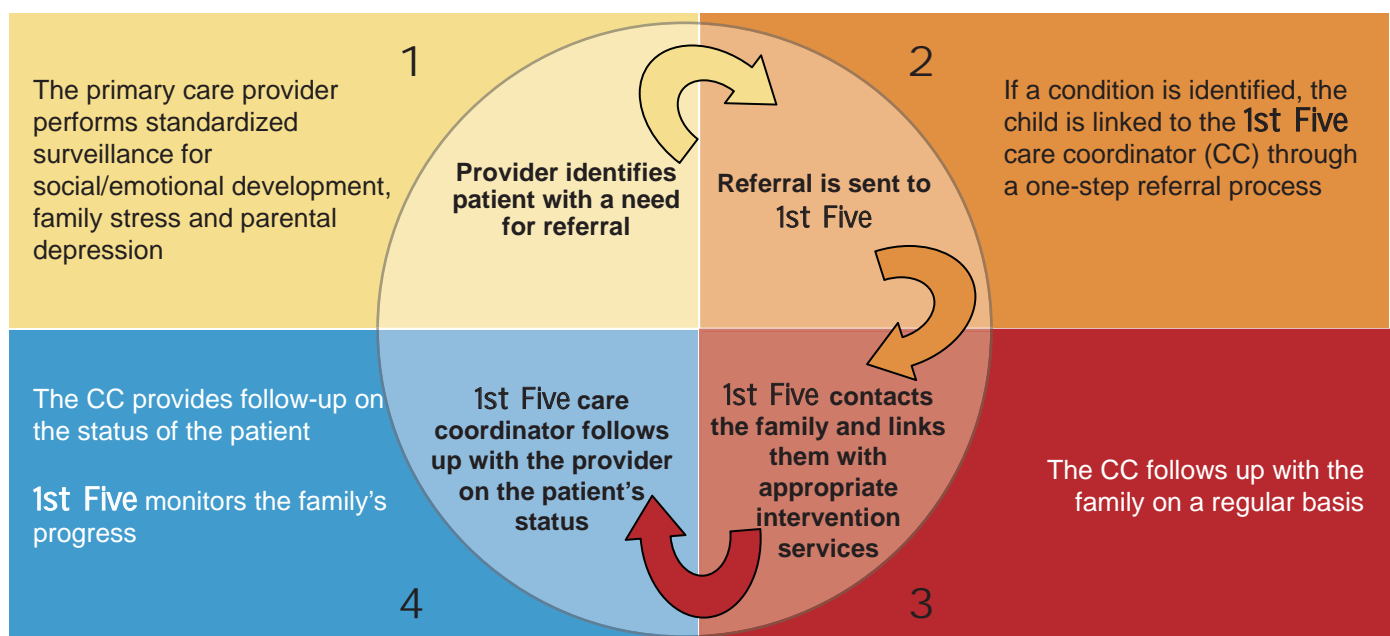 1
The primary care provider
performs standardized
surveillance for
social/emotional development,
family stress and parental
depression
Provider identifies
patient with a need
for referral
2
Referral is sent to
1st Five
If a condition is identified, the
child is linked to the 1st Five
care coordinator (CC) through
a one-step referral process
1st Five contacts
the family and links
them with
appropriate
intervention
services
The CC follows up with the
family on a regular basis
3
The CC provides follow-up on
the status of the patient
1st Five monitors the family's
progress
1st Five care
coordinator follows
up with the provider
on the patient's
status
4